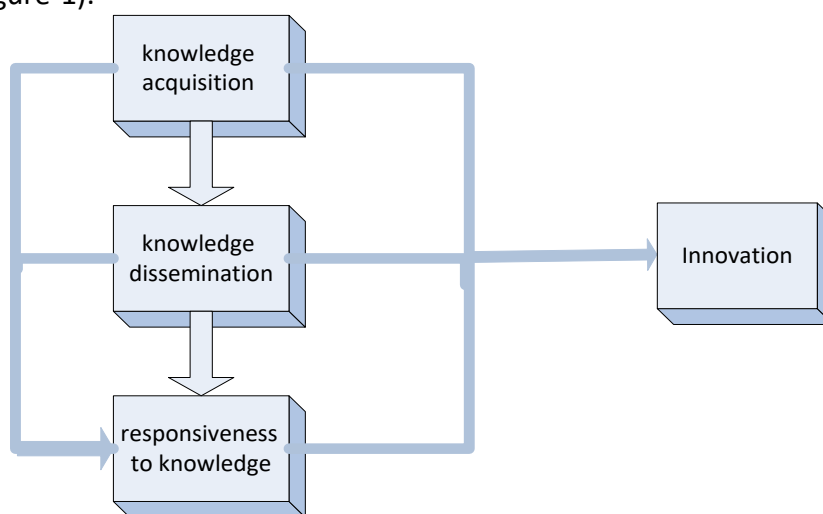 gure 1).
knowledge
acquisition
knowledge
dissemination
Innovation
responsiveness
to knowledge